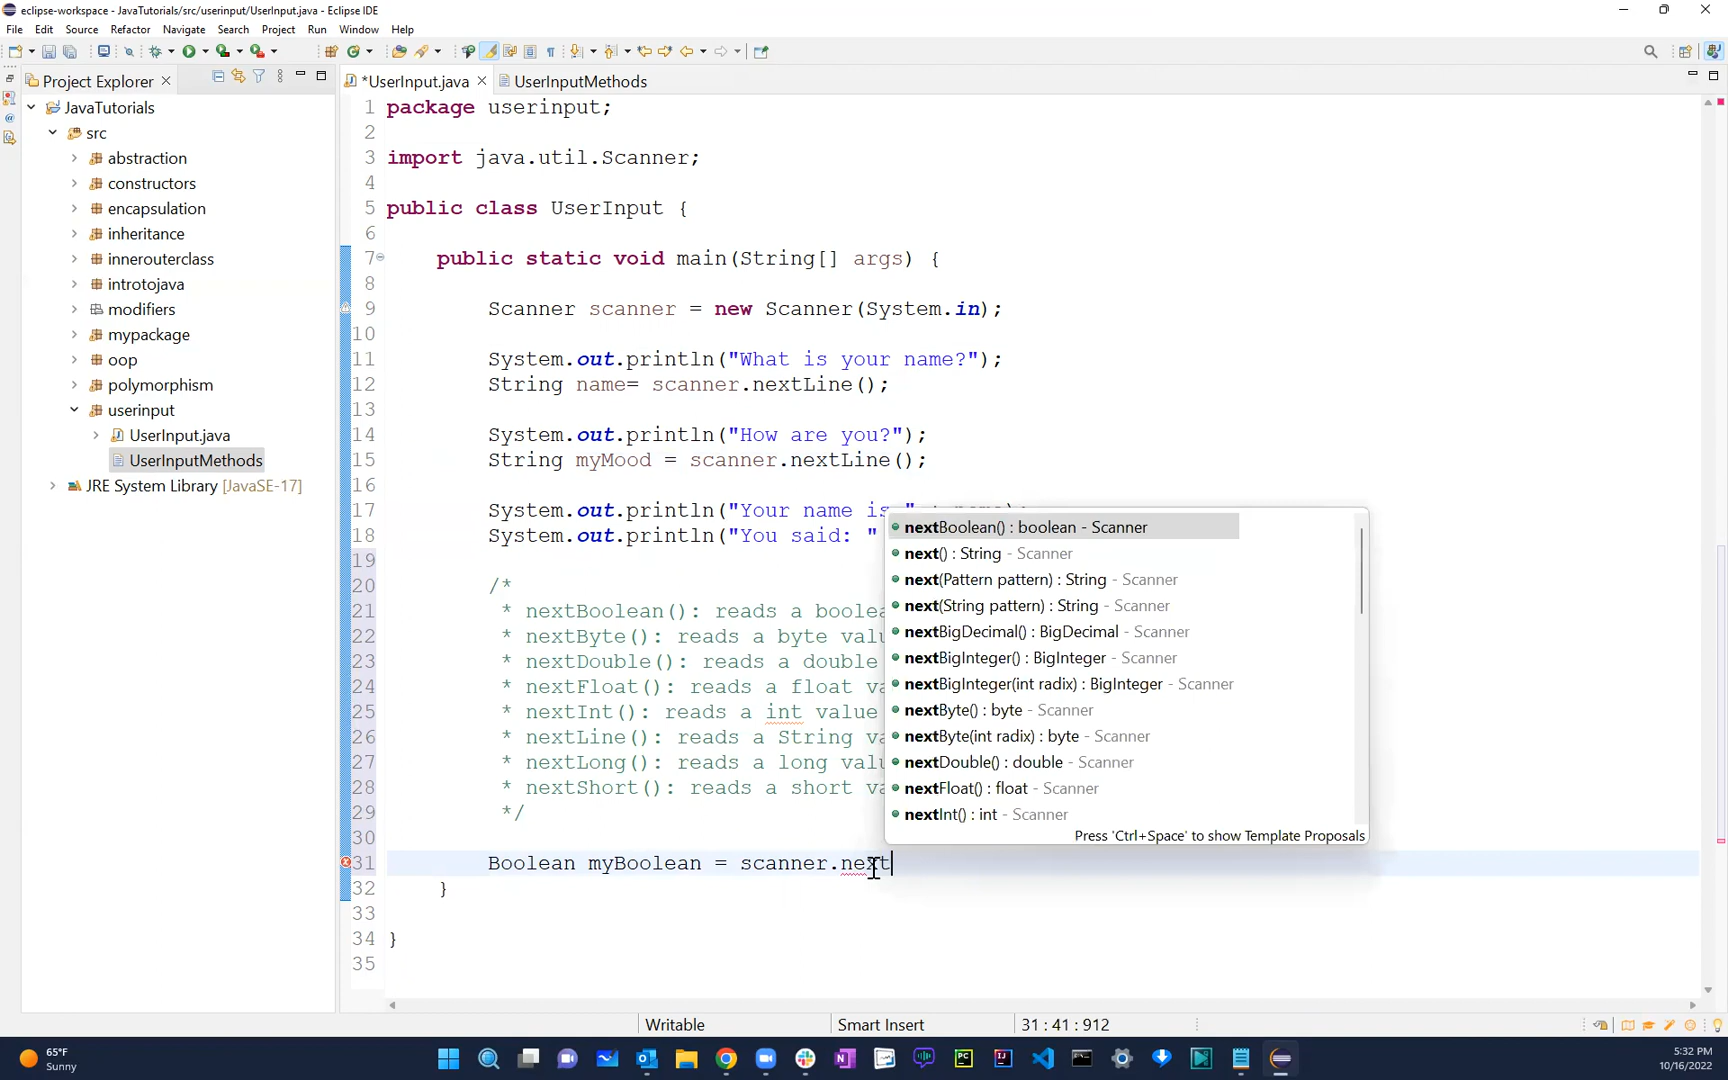 eclipse-workspace - JavaTutorials/src/userinput/UserInput.java - Eclipse IDE
File Edit Source Refactor Navigate Search Project Run Window Help
Project Explorer
*UserInput.java
UserInputMethods
JavaTutorials
src
abstraction
constructors
encapsulation
inheritance
innerouterclass
introtojava
modifiers
mypackage
oop
polymorphism
userinput
UserInput.java
UserInputMethods
JRE System Library [JavaSE-17]
1 package userinput;
2
3 import java.util.Scanner;
4
5 public class UserInput {
6
7 public static void main(String[] args) {
8
9 Scanner scanner = new Scanner(System.in);
10
11 System.out.println("What is your name?");
12 String name= scanner.nextLine();
13
14 System.out.println("How are you?");
15 String myMood = scanner.nextLine();
16
17 System.out.println("Your name is
18 System.out.println("You said: "
19
20 /*
21 * nextBoolean(): reads a
22 * nextByte(): reads a byte
23 * nextDouble(): reads a double
24 * nextFloat(): reads a float
25 * nextInt(): reads a int value
26 * nextLine(): reads a String
27 * nextLong(): reads a long
28 * nextShort(): reads a short
29 */
30
31 Boolean myBoolean = scanner.next
32 }
33
34 }
35
nextBoolean() : boolean - Scanner
next() : String - Scanner
next(Pattern pattern) : String - Scanner
next(String pattern) : String - Scanner
nextBigDecimal() : BigDecimal - Scanner
nextBigInteger() : BigInteger - Scanner
nextBigInteger(int radix) : BigInteger - Scanner
nextByte() : byte - Scanner
nextByte(int radix) : byte - Scanner
nextDouble() : double - Scanner
nextFloat() : float - Scanner
nextInt() : int - Scanner
Press 'Ctrl+Space' to show Template Proposals
Writable
Smart Insert
31 : 41 : 912
65°F
Sunny
5:32 PM
10/16/2022